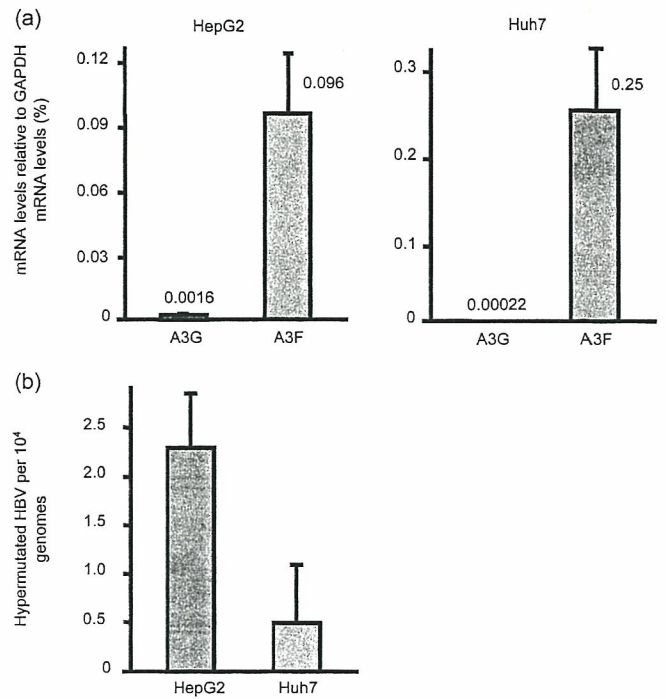 (a)
HepG2
Huh7
mRNA levels relative to GAPDH
mRNA levels (%)
0.12
0.09
0.06
0.03
0
0.0016
0.096
A3G
A3F
0.3
0.2
0.1
0
0.00022
0.25
A3G
A3F
(b)
Hypermutated HBV per 10⁴
genomes
2.5
2.0
1.5
1.0
0.5
0
HepG2
Huh7